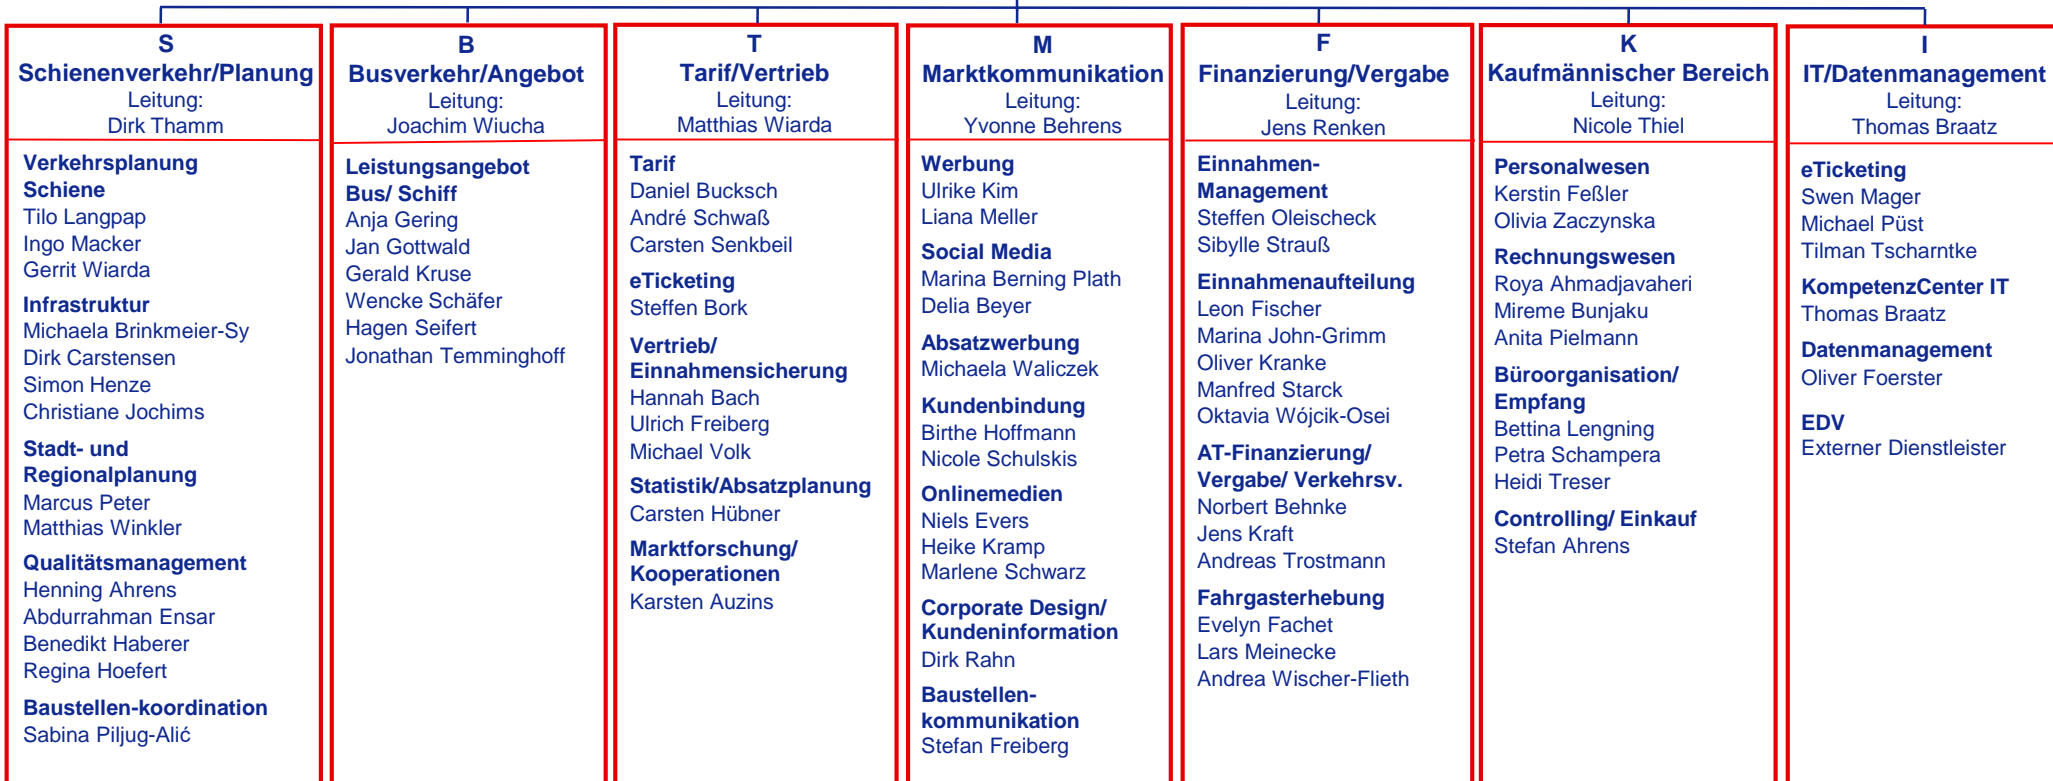 S
Schienenverkehr/Planung
Leitung:
Dirk Thamm
Verkehrsplanung
Schiene
Tilo Langpap
Ingo Macker
Gerrit Wiarda
Infrastruktur
Michaela Brinkmeier-Sy
Dirk Carstensen
Simon Henze
Christiane Jochims
Stadt- und
Regionalplanung
Marcus Peter
Matthias Winkler
Qualitätsmanagement
Henning Ahrens
Abdurrahman Ensar
Benedikt Haberer
Regina Hoefert
Baustellen-koordination
Sabina Piljug-Alić
B
Busverkehr/Angebot
Leitung:
Joachim Wiucha
Leistungsangebot
Bus/ Schiff
Anja Gering
Jan Gottwald
Gerald Kruse
Wencke Schäfer
Hagen Seifert
Jonathan Temminghoff
T
Tarif/Vertrieb
Leitung:
Matthias Wiarda
Tarif
Daniel Bucksch
André Schwaß
Carsten Senkbeil
eTicketing
Steffen Bork
Vertrieb/
Einnahmensicherung
Hannah Bach
Ulrich Freiberg
Michael Volk
Statistik/Absatzplanung
Carsten Hübner
Marktforschung/
Kooperationen
Karsten Auzins
M
Marktkommunikation
Leitung:
Yvonne Behrens
Werbung
Ulrike Kim
Liana Meller
Social Media
Marina Berning Plath
Delia Beyer
Absatzwerbung
Michaela Waliczek
Kundenbindung
Birthe Hoffmann
Nicole Schulskis
Onlinemedien
Niels Evers
Heike Kramp
Marlene Schwarz
Corporate Design/
Kundeninformation
Dirk Rahn
Baustellen-
kommunikation
Stefan Freiberg
F
Finanzierung/Vergabe
Leitung:
Jens Renken
Einnahmen-
Management
Steffen Oleischeck
Sibylle Strauß
Einnahmenaufteilung
Leon Fischer
Marina John-Grimm
Oliver Kranke
Manfred Starck
Oktavia Wójcik-Osei
AT-Finanzierung/
Vergabe/ Verkehrsv.
Norbert Behnke
Jens Kraft
Andreas Trostmann
Fahrgasterhebung
Evelyn Fachet
Lars Meinecke
Andrea Wischer-Flieth
K
Kaufmännischer Bereich
Leitung:
Nicole Thiel
Personalwesen
Kerstin Feßler
Olivia Zaczynska
Rechnungswesen
Roya Ahmadjavaheri
Mireme Bunjaku
Anita Pielmann
Büroorganisation/
Empfang
Bettina Lengning
Petra Schampera
Heidi Treser
Controlling/ Einkauf
Stefan Ahrens
I
IT/Datenmanagement
Leitung:
Thomas Braatz
eTicketing
Swen Mager
Michael Püst
Tilman Tscharntke
KompetenzCenter IT
Thomas Braatz
Datenmanagement
Oliver Foerster
EDV
Externer Dienstleister